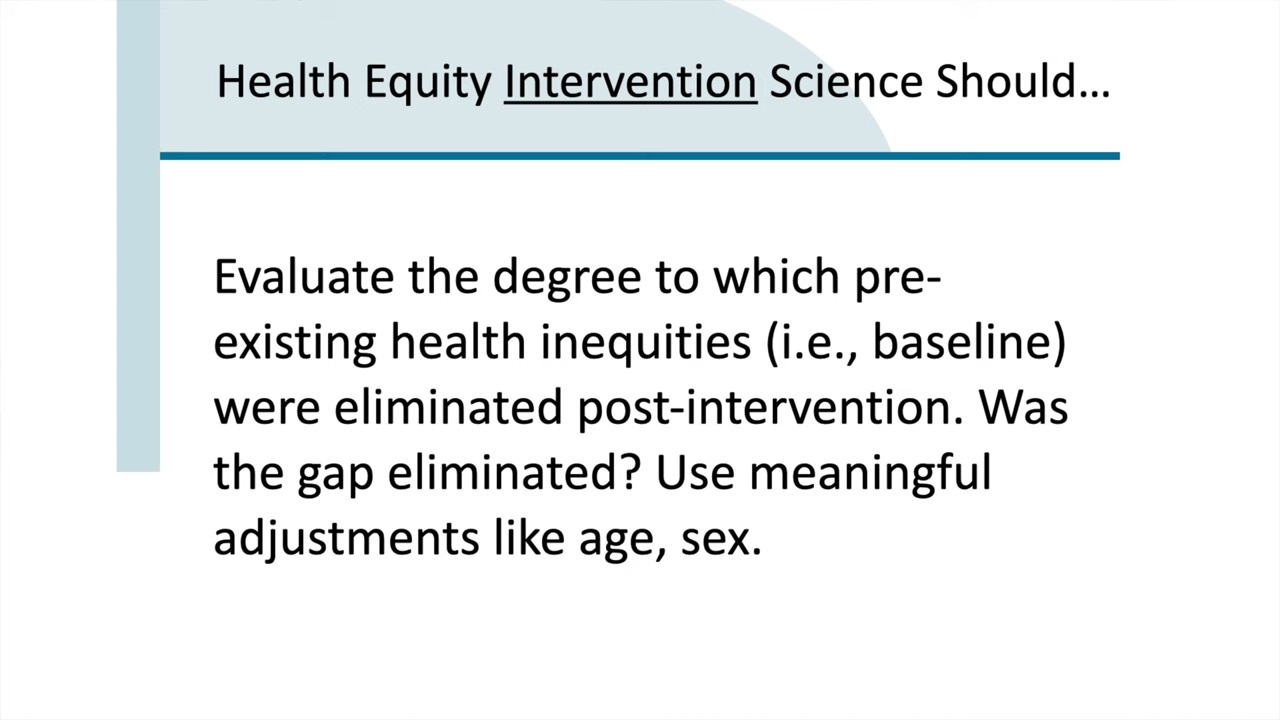 Health Equity Intervention Science Should…
Evaluate the degree to which pre-
existing health inequities (i.e., baseline)
were eliminated post-intervention. Was
the gap eliminated? Use meaningful
adjustments like age, sex.